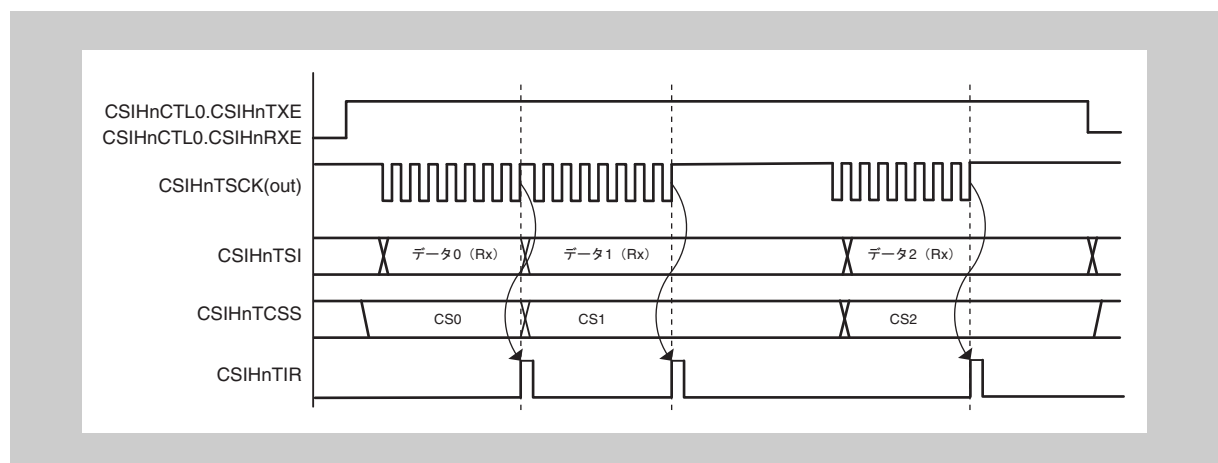 CSIHnCTL0.CSIHnTXE
CSIHnCTL0.CSIHnRXE
CSIHnTSCK(out)
CSIHnTSI
データ0（Rx）
データ1（Rx）
データ2（Rx）
CSIHnTCSS
CS0
CS1
CS2
CSIHnTIR